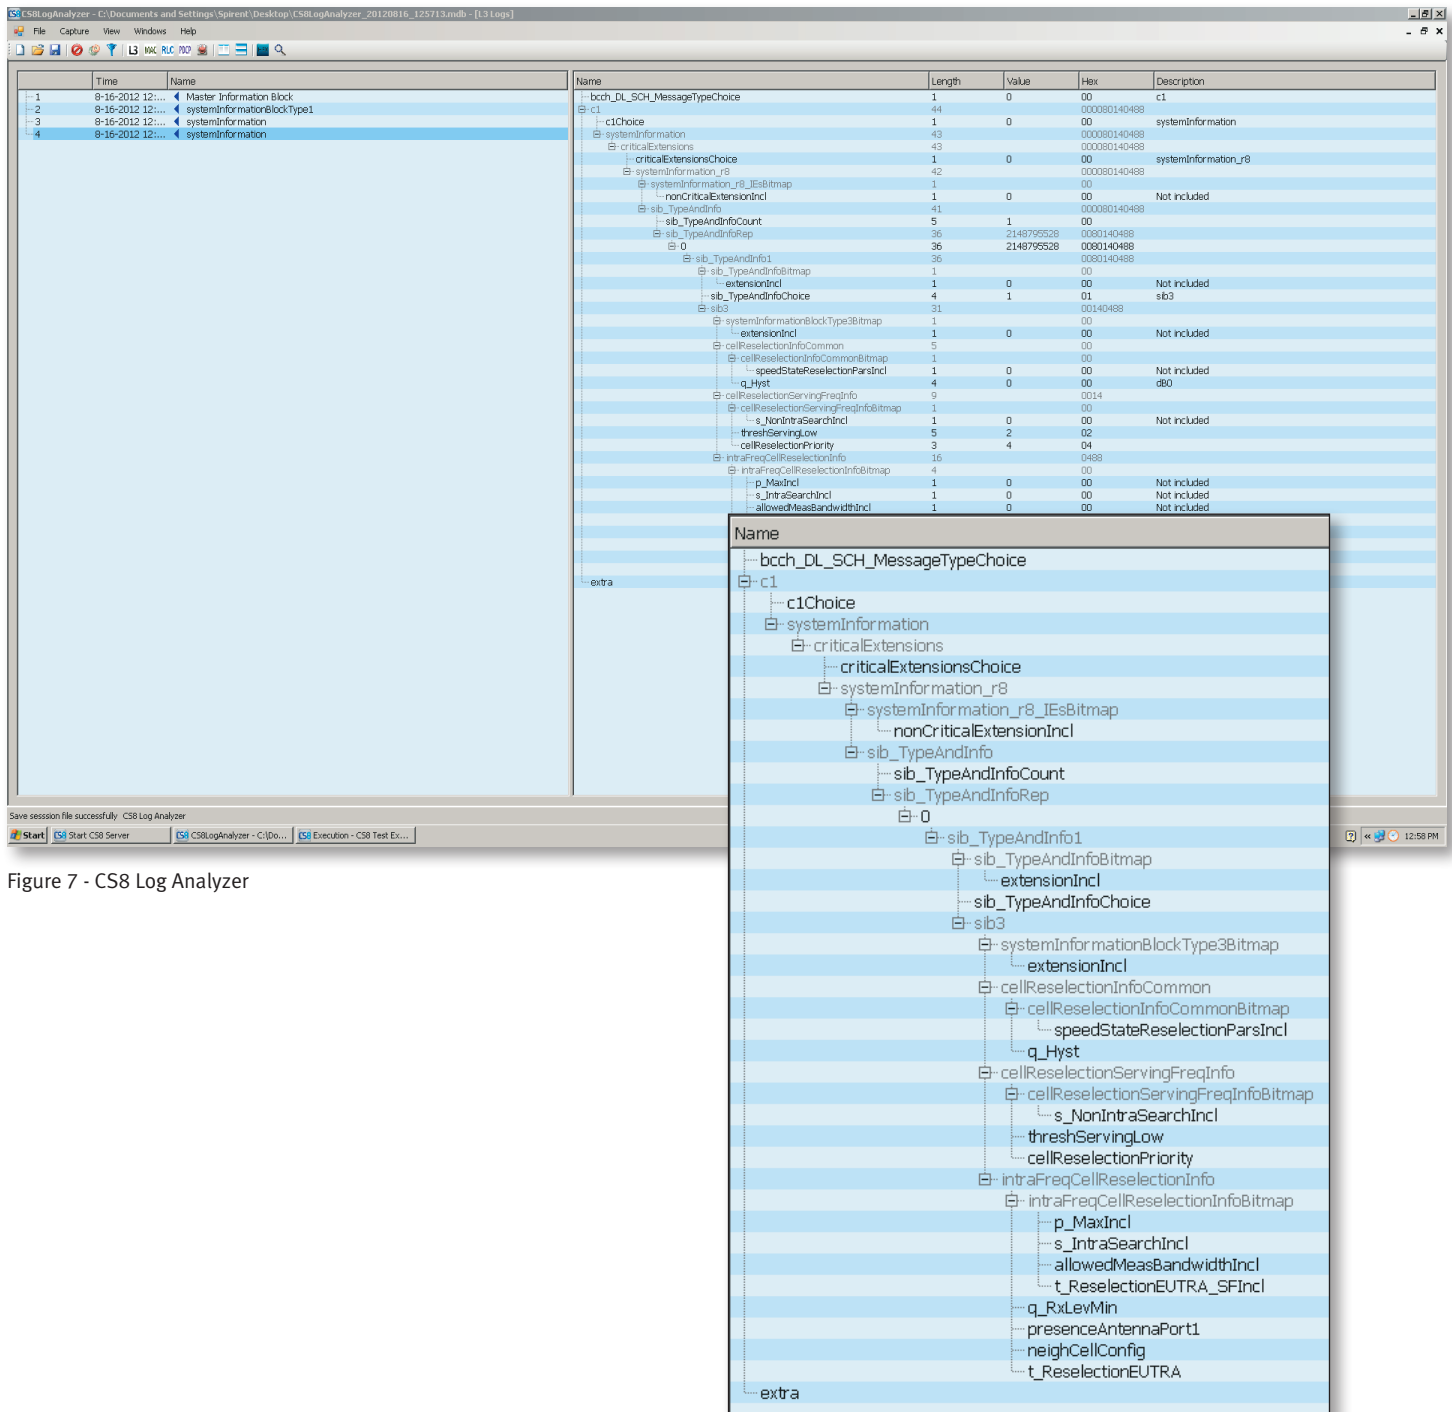 CS8LogAnalyzer - C:\Documents and Settings\Spirent\Desktop\CS8LogAnalyzer_20120816_125713.mdb - [L3 Logs]
File Capture View Windows Help
L3 MAC RLC PDCP
Time Name
1 8-16-2012 12:... Master Information Block
2 8-16-2012 12:... systemInformationBlockType1
3 8-16-2012 12:... systemInformation
4 8-16-2012 12:... systemInformation
Name Length Value Hex Description
bcch_DL_SCH_MessageTypeChoice 1 0 00 c1
c1 44 000080140488
c1Choice 1 0 00 systemInformation
systemInformation 43 000080140488
criticalExtensions 43 000080140488
criticalExtensionsChoice 1 0 00 systemInformation_r8
systemInformation_r8 42 000080140488
systemInformation_r8_IEsBitmap 1 00
nonCriticalExtensionIncl 1 0 00 Not included
sib_TypeAndInfo 41 000080140488
sib_TypeAndInfoCount 5 1 00
sib_TypeAndInfoRep 36 2148795528 0080140488
0 36 2148795528 0080140488
sib_TypeAndInfo1 36 0080140488
sib_TypeAndInfoBitmap 1 00
extensionIncl 1 0 00 Not included
sib_TypeAndInfoChoice 4 1 01 sib3
sib3 31 00140488
systemInformationBlockType3Bitmap 1 00
extensionIncl 1 0 00 Not included
cellReselectionInfoCommon 5 00
cellReselectionInfoCommonBitmap 1 00
speedStateReselectionParsIncl 1 0 00 Not included
q_Hyst 4 0 00 dB0
cellReselectionServingFreqInfo 9 0014
cellReselectionServingFreqInfoBitmap 1 00
s_NonIntraSearchIncl 1 0 00 Not included
threshServingLow 5 2 02
cellReselectionPriority 3 4 04
intraFreqCellReselectionInfo 16 0488
intraFreqCellReselectionInfoBitmap 4 00
p_MaxIncl 1 0 00 Not included
s_IntraSearchIncl 1 0 00 Not included
allowedMeasBandwidthIncl 1 0 00 Not included
extra
Save sesssion file successfully CS8 Log Analyzer
Start CS8 Start CS8 Server CS8 CS8LogAnalyzer - C:\Do... CS8 Execution - CS8 Test Ex... 12:58 PM
Figure 7 - CS8 Log Analyzer
Name
bcch_DL_SCH_MessageTypeChoice
c1
c1Choice
systemInformation
criticalExtensions
criticalExtensionsChoice
systemInformation_r8
systemInformation_r8_IEsBitmap
nonCriticalExtensionIncl
sib_TypeAndInfo
sib_TypeAndInfoCount
sib_TypeAndInfoRep
0
sib_TypeAndInfo1
sib_TypeAndInfoBitmap
extensionIncl
sib_TypeAndInfoChoice
sib3
systemInformationBlockType3Bitmap
extensionIncl
cellReselectionInfoCommon
cellReselectionInfoCommonBitmap
speedStateReselectionParsIncl
q_Hyst
cellReselectionServingFreqInfo
cellReselectionServingFreqInfoBitmap
s_NonIntraSearchIncl
threshServingLow
cellReselectionPriority
intraFreqCellReselectionInfo
intraFreqCellReselectionInfoBitmap
p_MaxIncl
s_IntraSearchIncl
allowedMeasBandwidthIncl
t_ReselectionEUTRA_SFIncl
q_RxLevMin
presenceAntennaPort1
neighCellConfig
t_ReselectionEUTRA
extra